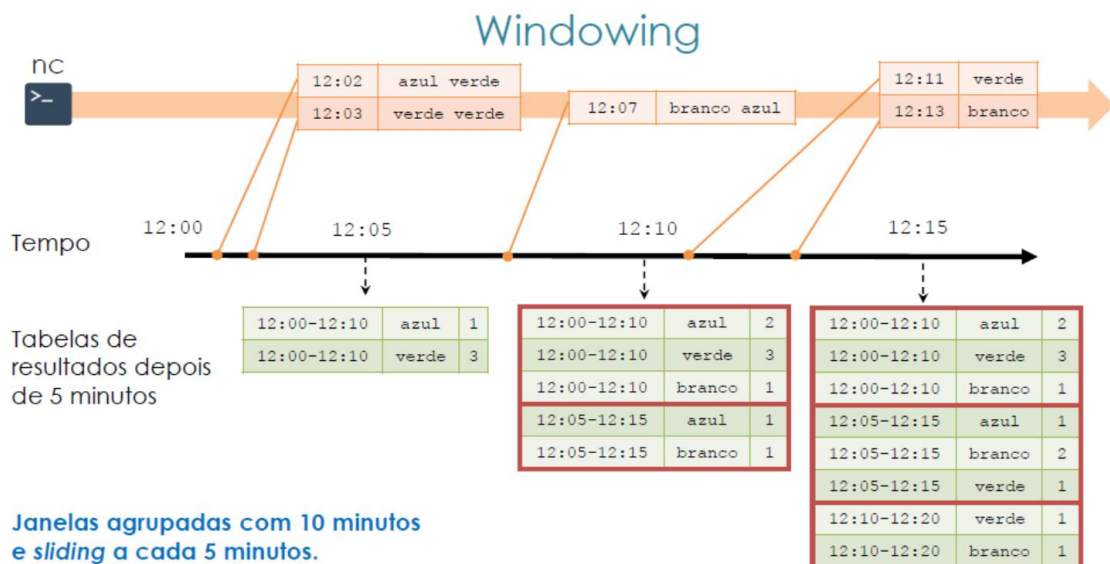 Windowing
nc
>_
12:02 azul verde
12:03 verde verde
12:07 branco azul
12:11 verde
12:13 branco
Tempo
12:00
12:05
12:10
12:15
Tabelas de
resultados depois
de 5 minutos
12:00-12:10 azul 1
12:00-12:10 verde 3
12:00-12:10 azul 2
12:00-12:10 verde 3
12:00-12:10 branco 1
12:05-12:15 azul 1
12:05-12:15 branco 1
12:00-12:10 azul 2
12:00-12:10 verde 3
12:00-12:10 branco 1
12:05-12:15 azul 1
12:05-12:15 branco 2
12:05-12:15 verde 1
12:10-12:20 verde 1
12:10-12:20 branco 1
Janelas agrupadas com 10 minutos
e sliding a cada 5 minutos.